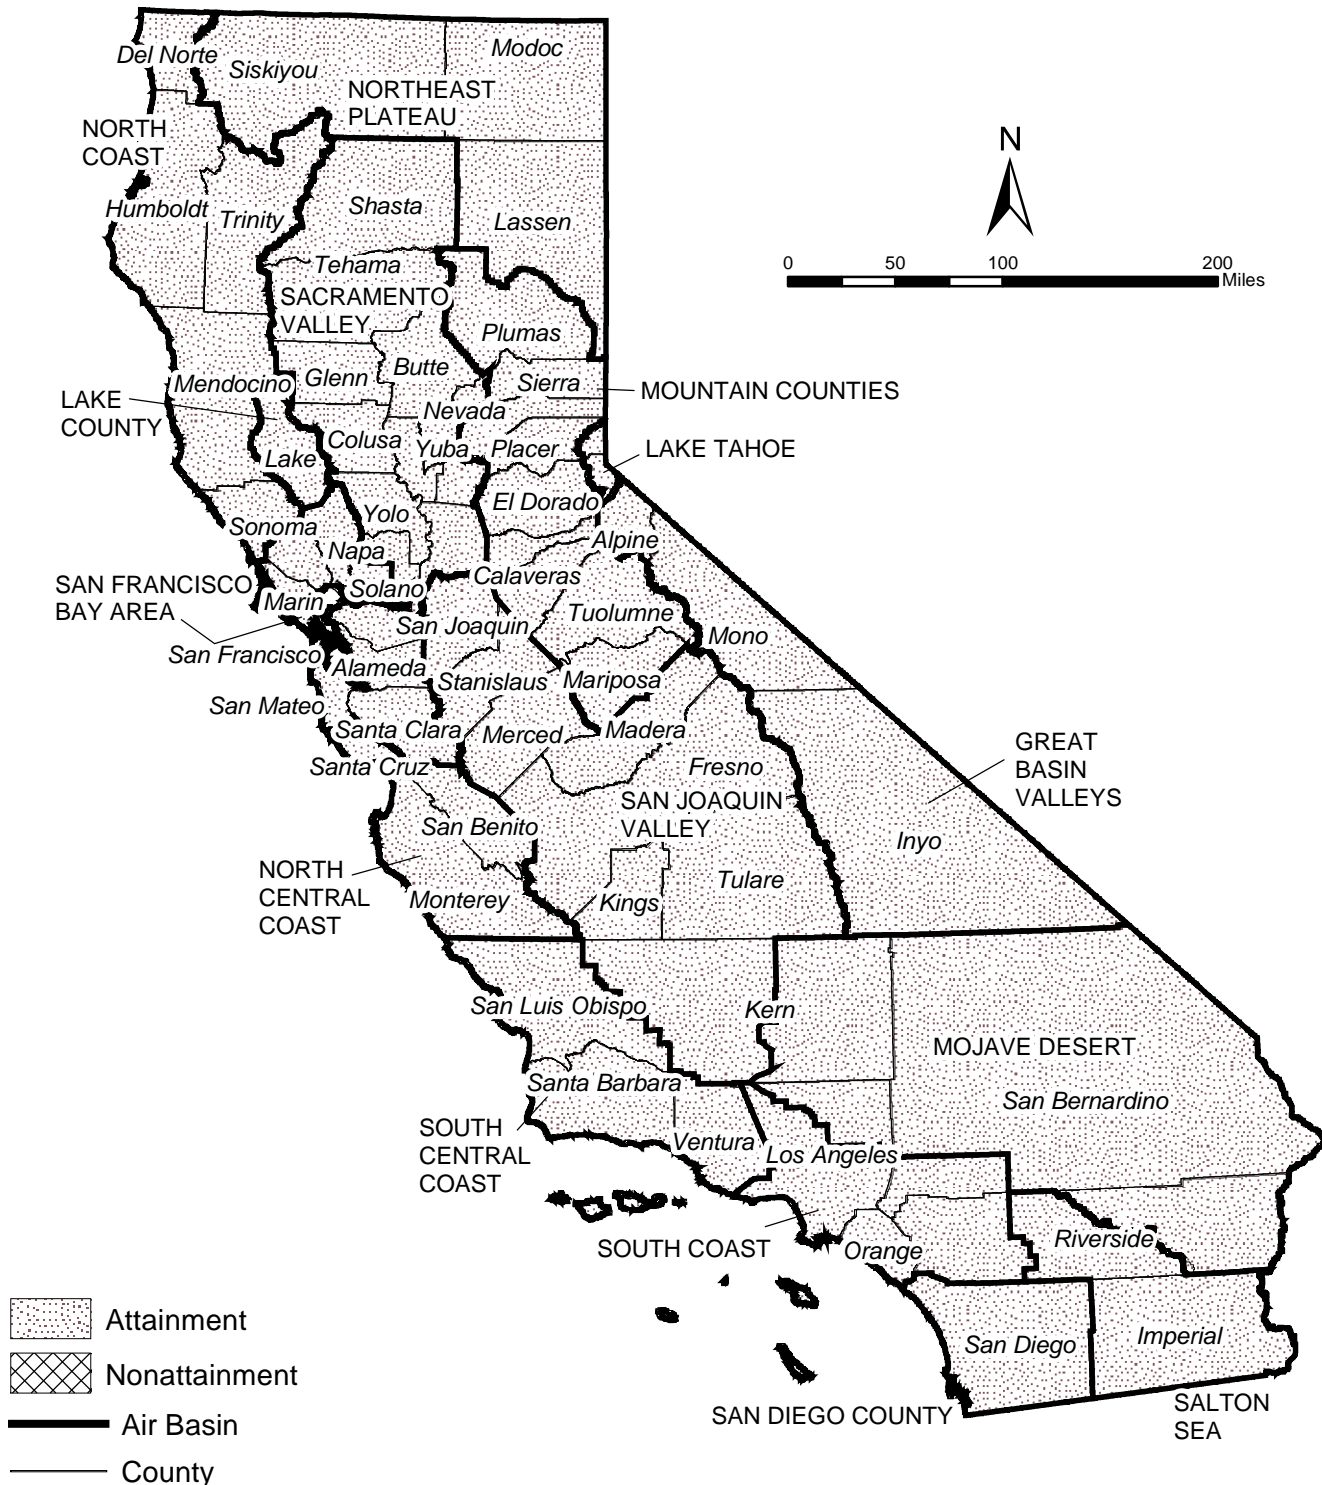 Del Norte
Siskiyou
Modoc
NORTHEAST
PLATEAU
NORTH
COAST
N
Humboldt
Trinity
Shasta
Lassen
Tehama
0
50
100
200
Miles
SACRAMENTO
VALLEY
Plumas
Butte
Glenn
Mendocino
Sierra
MOUNTAIN COUNTIES
LAKE
COUNTY
Nevada
Colusa
Yuba
Placer
LAKE TAHOE
Lake
El Dorado
Yolo
Sonoma
Alpine
Napa
Calaveras
SAN FRANCISCO
BAY AREA
Solano
Marin
Tuolumne
San Joaquin
Mono
San Francisco
Alameda
Stanislaus
Mariposa
San Mateo
Santa Clara
Merced
Madera
GREAT
BASIN
VALLEYS
Santa Cruz
Fresno
SAN JOAQUIN
VALLEY
San Benito
Inyo
NORTH
CENTRAL
COAST
Tulare
Monterey
Kings
San Luis Obispo
Kern
MOJAVE DESERT
Santa Barbara
San Bernardino
SOUTH
CENTRAL
COAST
Ventura
Los Angeles
SOUTH COAST
Orange
Riverside
Attainment
San Diego
Imperial
Nonattainment
SAN DIEGO COUNTY
SALTON
SEA
Air Basin
County